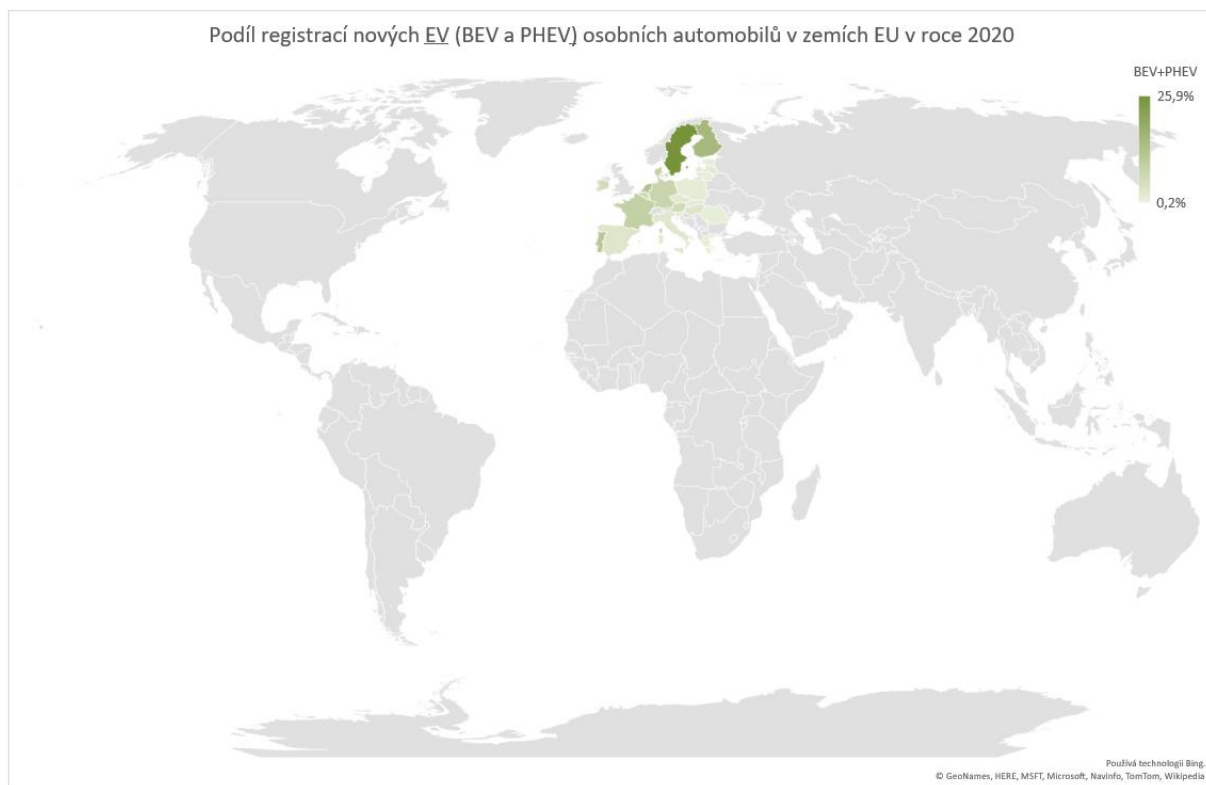 Podíl registrací nových EV (BEV a PHEV) osobních automobilů v zemích EU v roce 2020
BEV+PHEV
25,9%
0,2%
Používá technologii Bing.
© GeoNames, HERE, MSFT, Microsoft, Navinfo, TomTom, Wikipedia